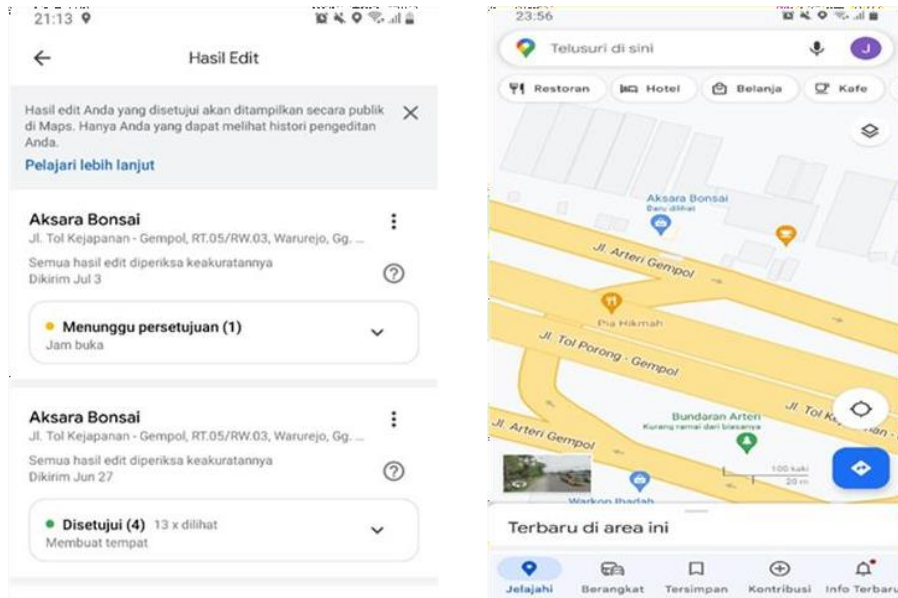 21:13
Hasil Edit
Hasil edit Anda yang disetujui akan ditampilkan secara publik
di Maps. Hanya Anda yang dapat melihat histori pengeditan
Anda.
Pelajari lebih lanjut
Aksara Bonsai
Jl. Tol Kejapanan - Gempol, RT.05/RW.03, Warurejo, Gg. ...
Semua hasil edit diperiksa keakuratannya
Dikirim Jul 3
Menunggu persetujuan (1)
Jam buka
Aksara Bonsai
Jl. Tol Kejapanan - Gempol, RT.05/RW.03, Warurejo, Gg. ...
Semua hasil edit diperiksa keakuratannya
Dikirim Jun 27
Disetujui (4) 13 x dilihat
Membuat tempat
23:56
Telusuri di sini
J
Restoran
Hotel
Belanja
Kafe
Aksara Bonsai
Baru dilihat
Jl. Arteri Gempol
Pia Hikmah
Jl. Tol Porong - Gempol
Bundaran Arteri
Kurang ramai dari biasanya
Jl. Tol
Jl. Arteri Gempol
100 kaki
20 m
Warkon Ibadah
Terbaru di area ini
Jelajahi
Berangkat
Tersimpan
Kontribusi
Info Terbaru